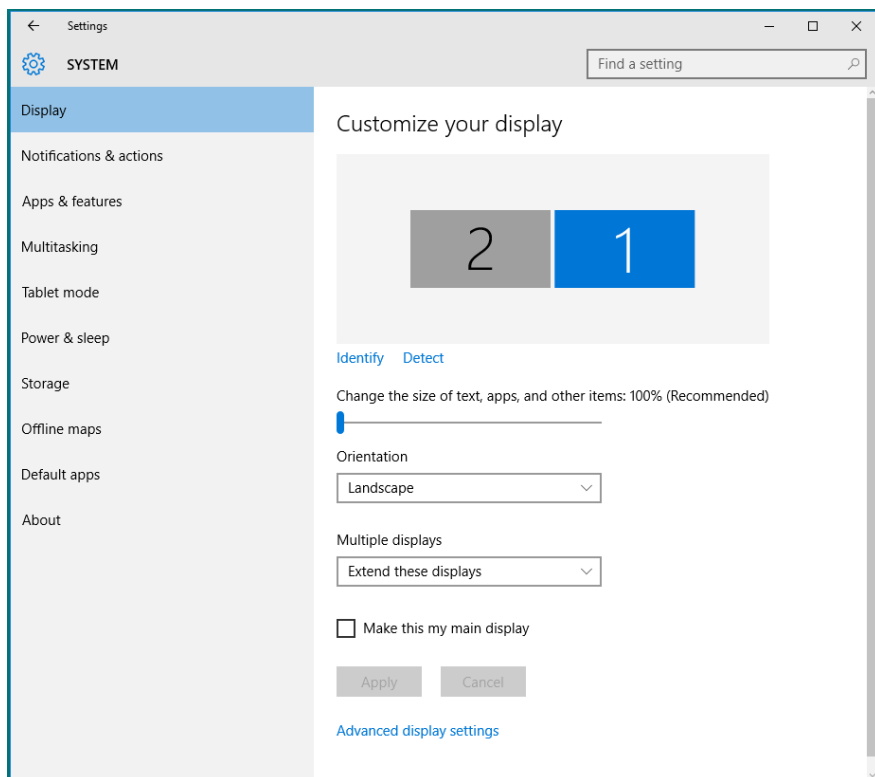 Settings
SYSTEM
Find a setting
Display
Notifications & actions
Apps & features
Multitasking
Tablet mode
Power & sleep
Storage
Offline maps
Default apps
About
Customize your display
2 1
Identify Detect
Change the size of text, apps, and other items: 100% (Recommended)
Orientation
Landscape
Multiple displays
Extend these displays
Make this my main display
Apply Cancel
Advanced display settings